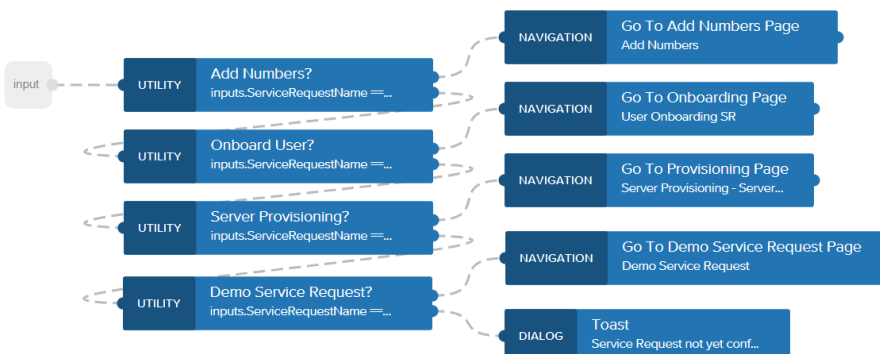 input
UTILITY
Add Numbers?
inputs.ServiceRequestName ==...
NAVIGATION
Go To Add Numbers Page
Add Numbers
UTILITY
Onboard User?
inputs.ServiceRequestName ==...
NAVIGATION
Go To Onboarding Page
User Onboarding SR
UTILITY
Server Provisioning?
inputs.ServiceRequestName ==...
NAVIGATION
Go To Provisioning Page
Server Provisioning - Server...
UTILITY
Demo Service Request?
inputs.ServiceRequestName ==...
NAVIGATION
Go To Demo Service Request Page
Demo Service Request
DIALOG
Toast
Service Request not yet conf...